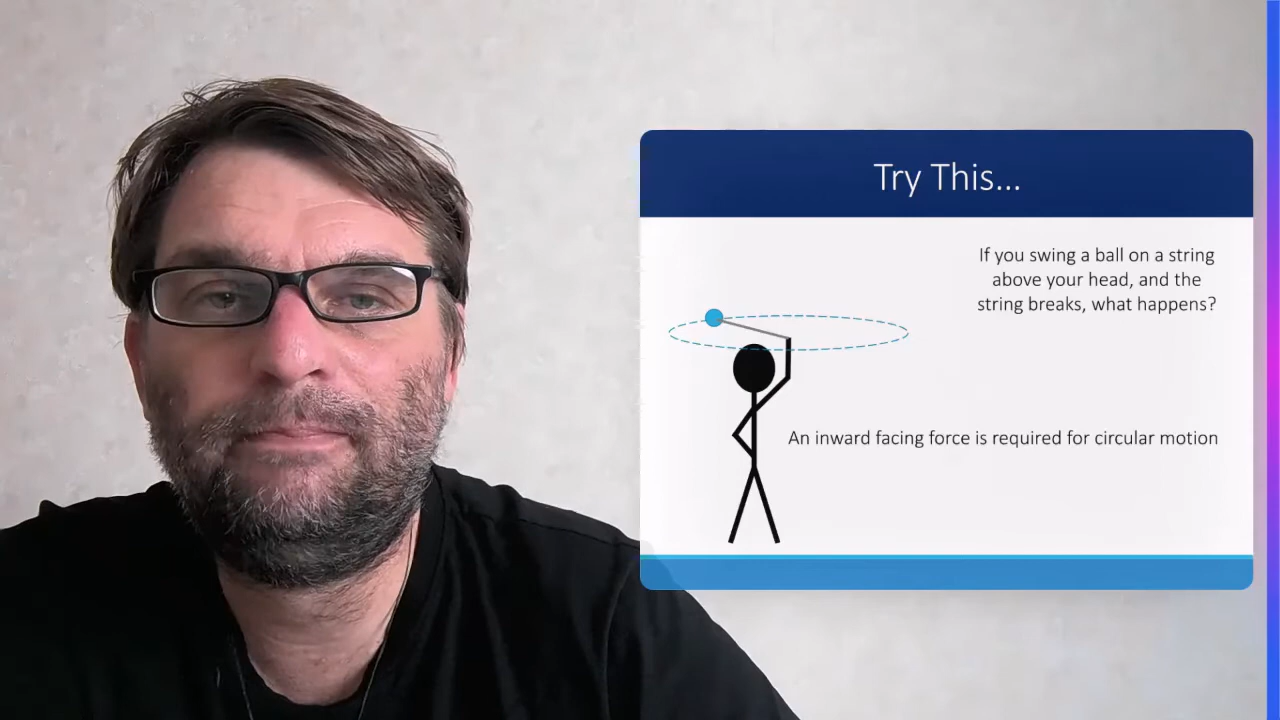 Try This...
If you swing a ball on a string
above your head, and the
string breaks, what happens?
An inward facing force is required for circular motion